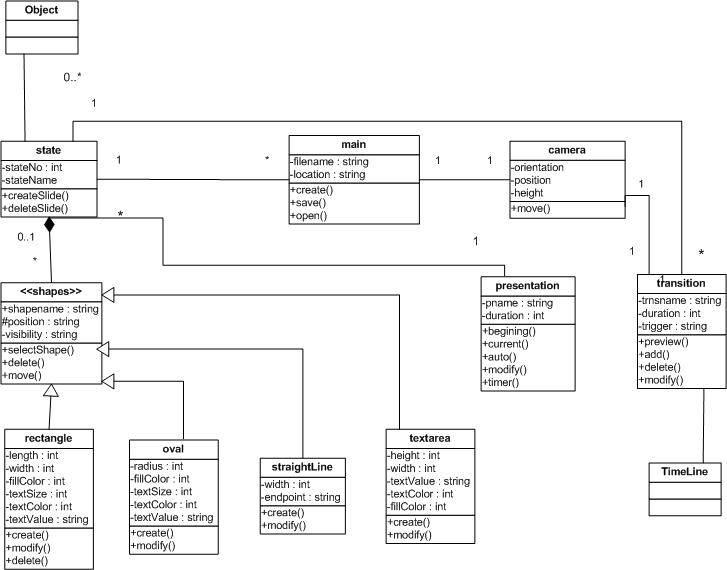 Object
0..*
1
state
-stateNo : int
-stateName
+createSlide()
+deleteSlide()
1
*
main
-filename : string
-location : string
+create()
+save()
+open()
1
1
camera
-orientation
-position
-height
+move()
1
0..1
*
*
1
1
*
1
<<shapes>>
+shapename : string
#position : string
-visibility : string
+selectShape()
+delete()
+move()
presentation
-pname : string
-duration : int
+begining()
+current()
+auto()
+modify()
+timer()
transition
-trnsname : string
-duration : int
-trigger : string
+preview()
+add()
+delete()
+modify()
rectangle
-length : int
-width : int
-fillColor : int
-textSize : int
-textColor : int
-textValue : string
+create()
+modify()
+delete()
oval
-radius : int
-fillColor : int
-textSize : int
-textColor : int
-textValue : string
+create()
+modify()
straightLine
-width : int
-endpoint : string
+create()
+modify()
textarea
-height : int
-width : int
-textValue : string
-textColor : int
-fillColor : int
+create()
+modify()
TimeLine